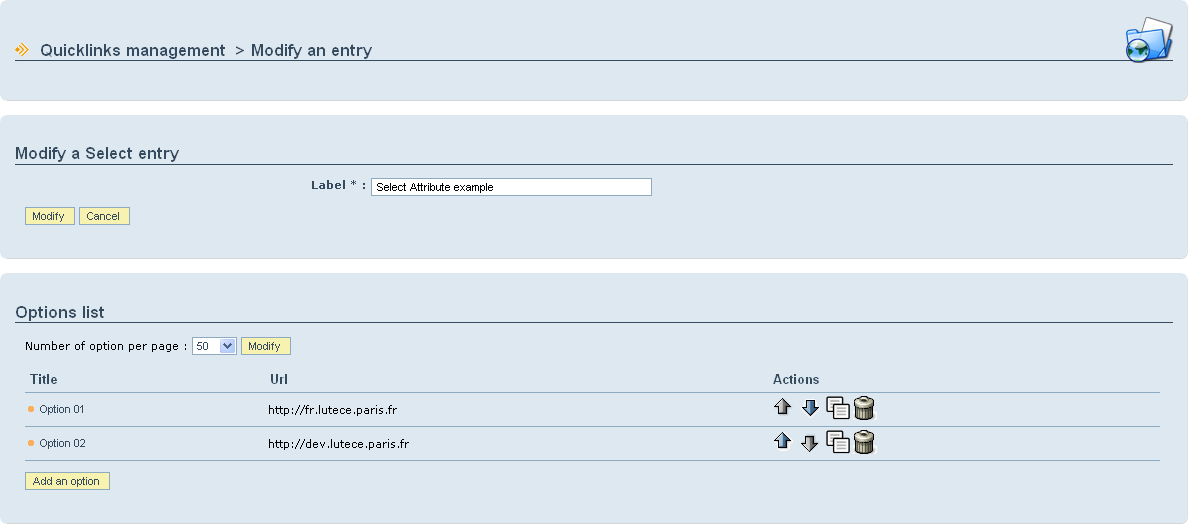 Quicklinks management > Modify an entry
Modify a Select entry
Label * : Select Attribute example
Modify Cancel
Options list
Number of option per page : 50 Modify
Title Url Actions
Option 01 http://fr.lutece.paris.fr
Option 02 http://dev.lutece.paris.fr
Add an option